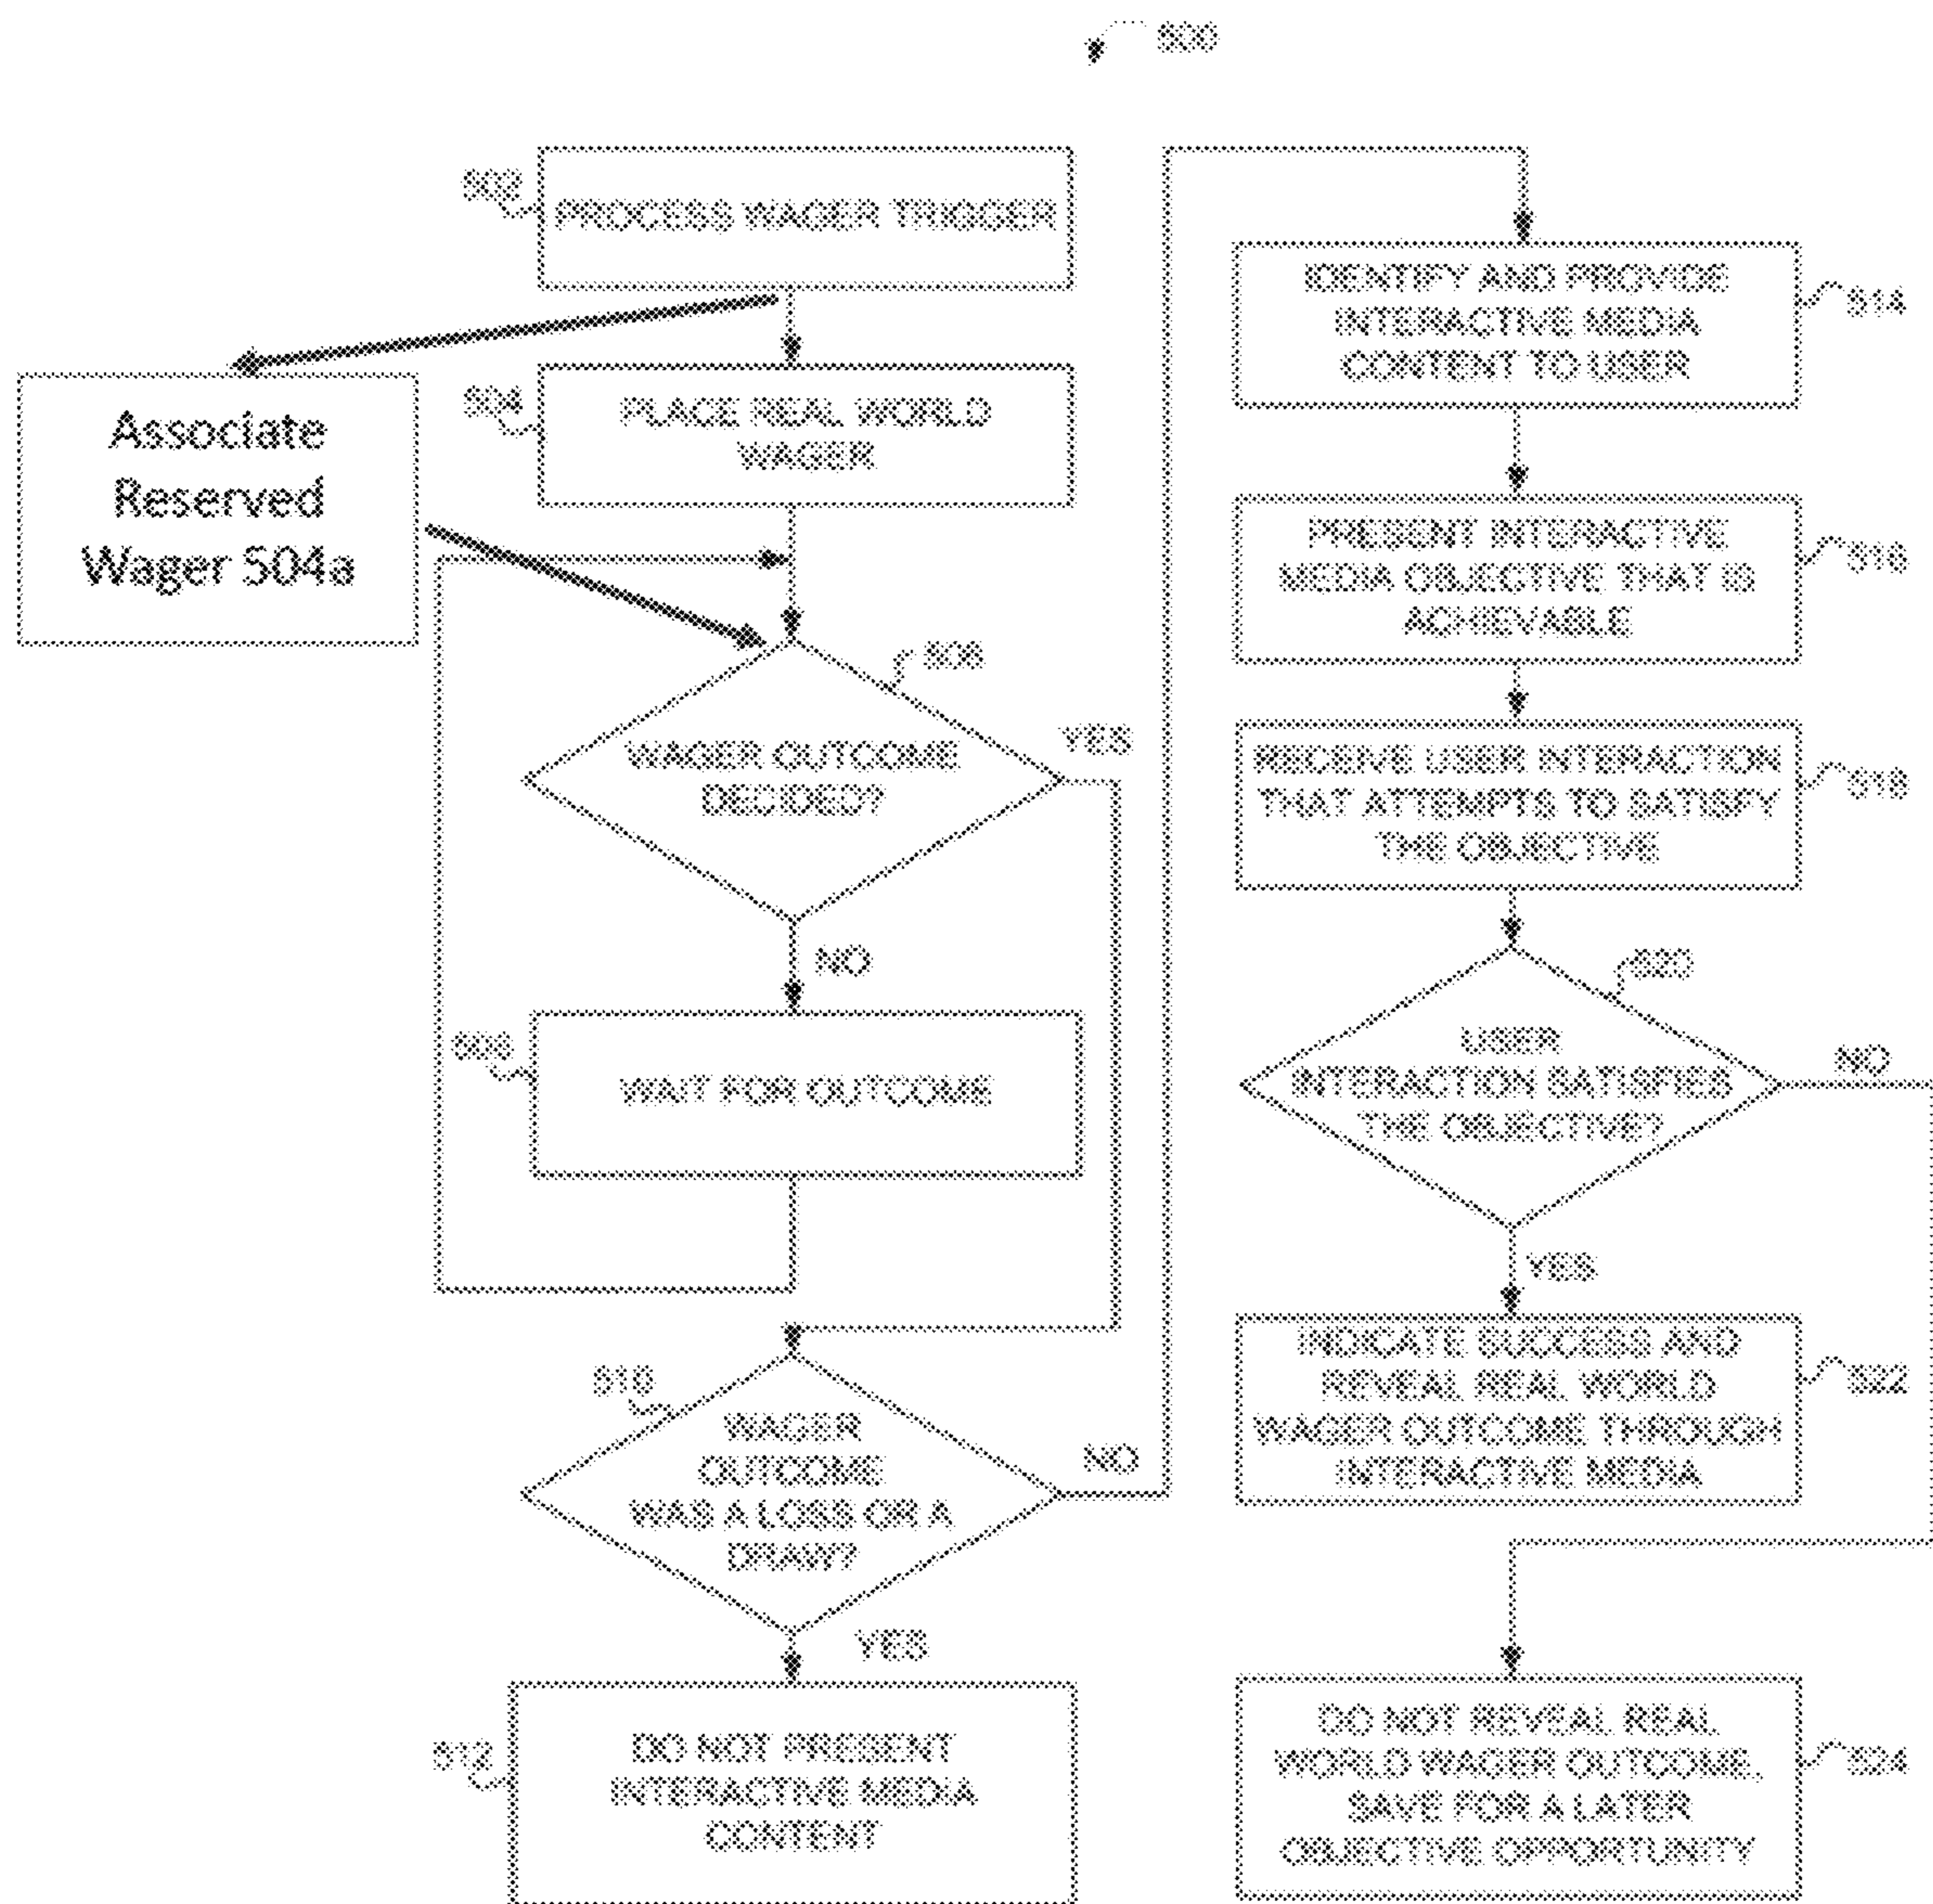 500
502
PROCESS WAGER TRIGGER
504
PLACE REAL WORLD
WAGER
Associate
Reserved
Wager 504a
506
WAGER OUTCOME
DECIDED?
YES
NO
508
WAIT FOR OUTCOME
510
WAGER
OUTCOME
WAS A LOSS OR A
DRAW?
NO
YES
512
DO NOT PRESENT
INTERACTIVE MEDIA
CONTENT
IDENTIFY AND PROVIDE
INTERACTIVE MEDIA
CONTENT TO USER
514
PRESENT INTERACTIVE
MEDIA OBJECTIVE THAT IS
ACHIEVABLE
516
RECEIVE USER INTERACTION
THAT ATTEMPTS TO SATISFY
THE OBJECTIVE
518
520
USER
INTERACTION SATISFIES
THE OBJECTIVE?
NO
YES
INDICATE SUCCESS AND
REVEAL REAL WORLD
WAGER OUTCOME THROUGH
INTERACTIVE MEDIA
522
DO NOT REVEAL REAL
WORLD WAGER OUTCOME,
SAVE FOR A LATER
OBJECTIVE OPPORTUNITY
524